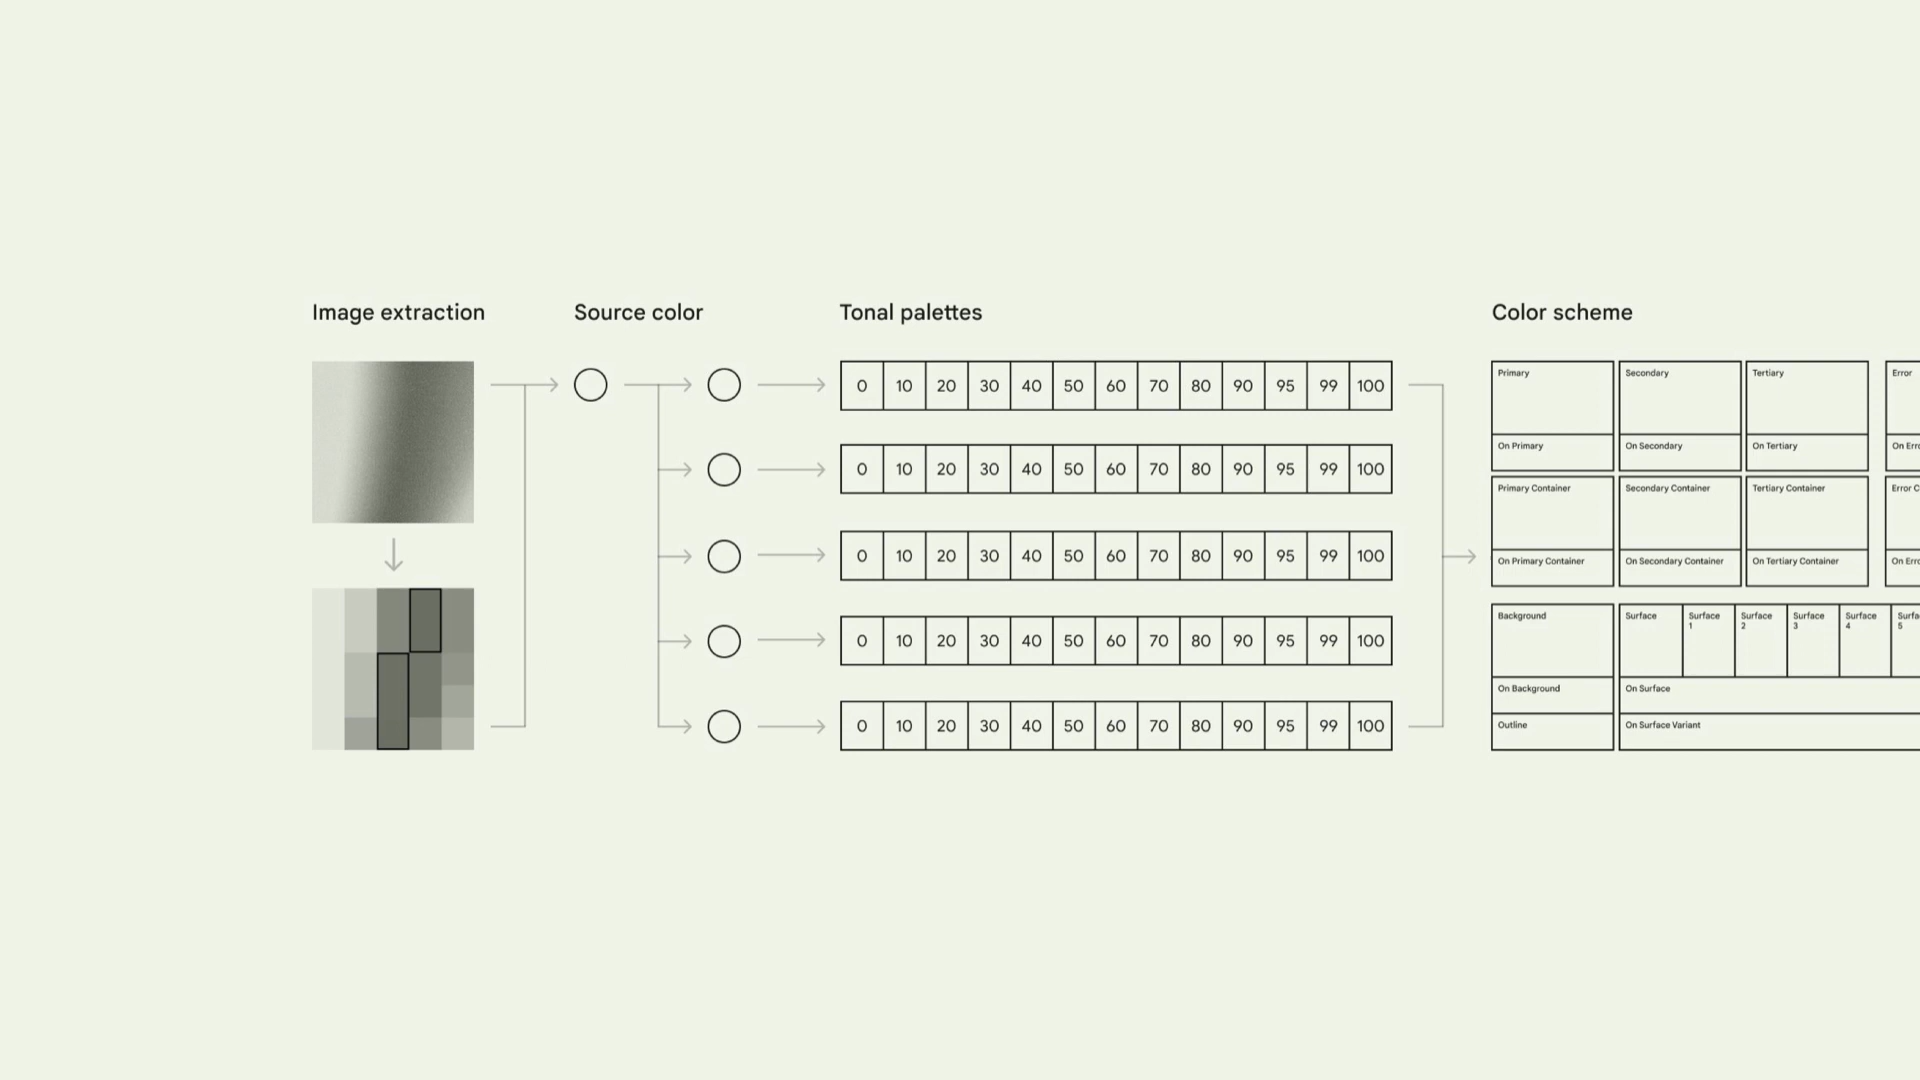 Image extraction
Source color
Tonal palettes
Color scheme
0 10 20 30 40 50 60 70 80 90 95 99 100
0 10 20 30 40 50 60 70 80 90 95 99 100
0 10 20 30 40 50 60 70 80 90 95 99 100
0 10 20 30 40 50 60 70 80 90 95 99 100
0 10 20 30 40 50 60 70 80 90 95 99 100
Primary
Secondary
Tertiary
Error
On Primary
On Secondary
On Tertiary
On Erro
Primary Container
Secondary Container
Tertiary Container
Error C
On Primary Container
On Secondary Container
On Tertiary Container
On Erro
Background
Surface
Surface
1
Surface
2
Surface
3
Surface
4
Surfa
5
On Background
On Surface
Outline
On Surface Variant